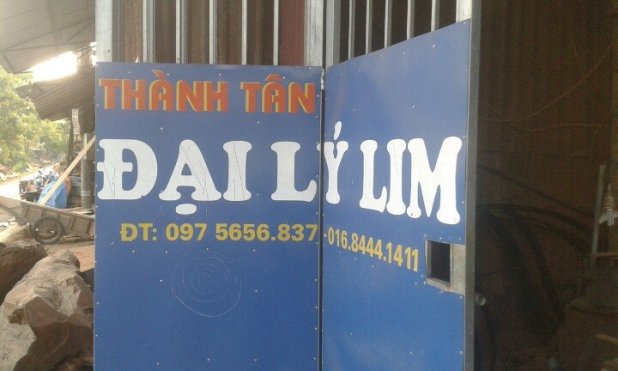 THÀNH TÂN
ĐẠI LÝ LIM
ĐT: 097 5656.837-016.8444.1411